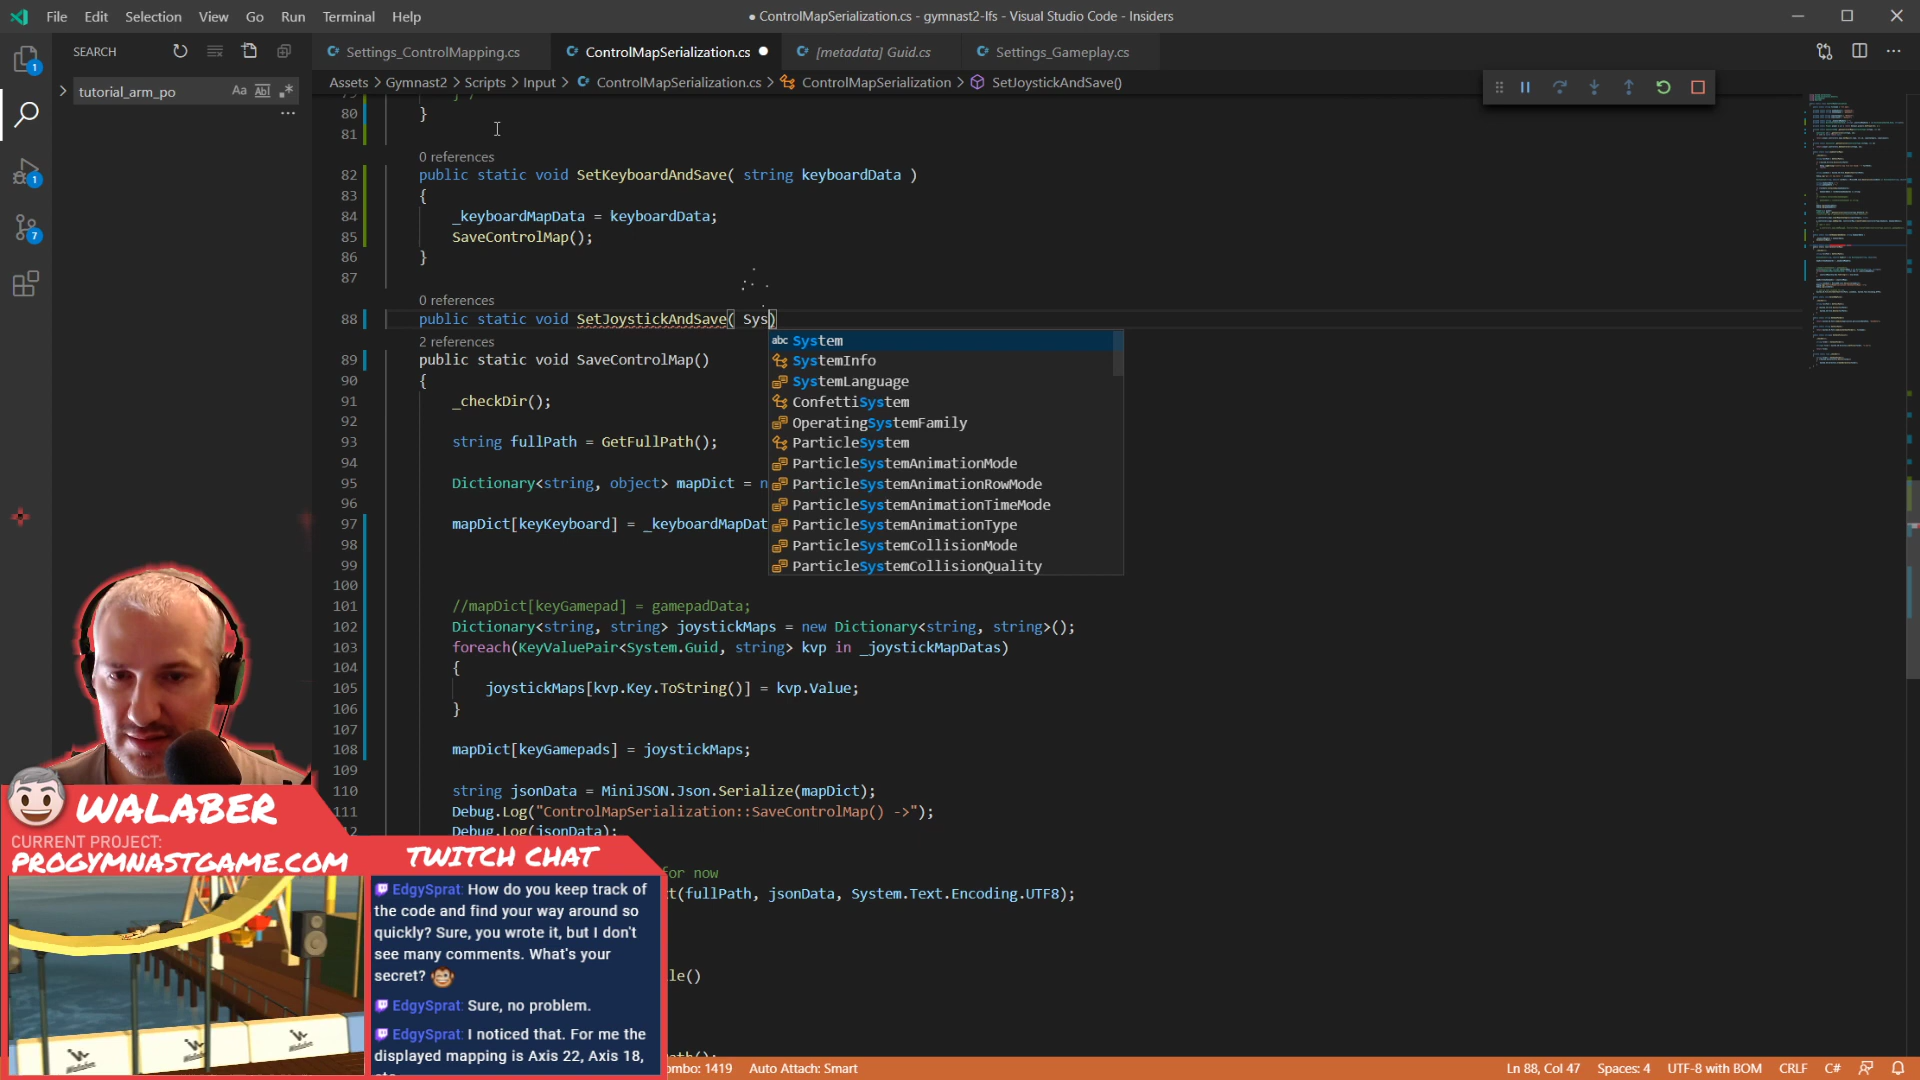 File Edit Selection View Go Run Terminal Help
● ControlMapSerialization.cs - gymnast2-lfs - Visual Studio Code - Insiders
SEARCH
Settings_ControlMapping.cs
ControlMapSerialization.cs
[metadata] Guid.cs
Settings_Gameplay.cs
Assets > Gymnast2 > Scripts > Input > ControlMapSerialization.cs > ControlMapSerialization > SetJoystickAndSave()
tutorial_arm_po
1
1
7
80 }
81
0 references
82 public static void SetKeyboardAndSave( string keyboardData )
83 {
84 _keyboardMapData = keyboardData;
85 SaveControlMap();
86 }
87
0 references
88 public static void SetJoystickAndSave( Sys)
2 references
89 public static void SaveControlMap()
90 {
91 _checkDir();
92
93 string fullPath = GetFullPath();
94
95 Dictionary<string, object> mapDict = n
96
97 mapDict[keyKeyboard] = _keyboardMapDat
98
99
100
101 //mapDict[keyGamepad] = gamepadData;
102 Dictionary<string, string> joystickMaps = new Dictionary<string, string>();
103 foreach(KeyValuePair<System.Guid, string> kvp in _joystickMapDatas)
104 {
105 joystickMaps[kvp.Key.ToString()] = kvp.Value;
106 }
107
108 mapDict[keyGamepads] = joystickMaps;
109
110 string jsonData = MiniJSON.Json.Serialize(mapDict);
111 Debug.Log("ControlMapSerialization::SaveControlMap() ->");
112 Debug.Log(jsonData);
for now
t(fullPath, jsonData, System.Text.Encoding.UTF8);
le()
abc System
SystemInfo
SystemLanguage
ConfettiSystem
OperatingSystemFamily
ParticleSystem
ParticleSystemAnimationMode
ParticleSystemAnimationRowMode
ParticleSystemAnimationTimeMode
ParticleSystemAnimationType
ParticleSystemCollisionMode
ParticleSystemCollisionQuality
WALABER
CURRENT PROJECT:
PROGYMNASTGAME.COM
Walaber
Walaber
Walaber
TWITCH CHAT
EdgySprat: How do you keep track of
the code and find your way around so
quickly? Sure, you wrote it, but I don't
see many comments. What's your
secret?
EdgySprat: Sure, no problem.
EdgySprat: I noticed that. For me the
displayed mapping is Axis 22, Axis 18,
ombo: 1419 Auto Attach: Smart
Ln 88, Col 47 Spaces: 4 UTF-8 with BOM CRLF C#